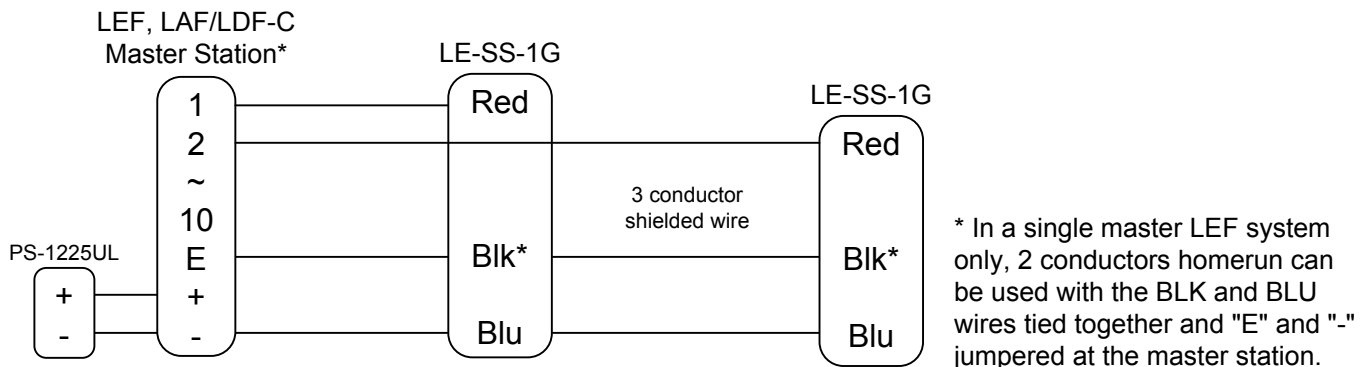 LEF, LAF/LDF-C
Master Station*
LE-SS-1G
LE-SS-1G
1
2
~
10
E
+
-
Red
Blk*
Blu
Red
Blk*
Blu
3 conductor
shielded wire
PS-1225UL
+
-
* In a single master LEF system
only, 2 conductors homerun can
be used with the BLK and BLU
wires tied together and "E" and "-"
jumpered at the master station.